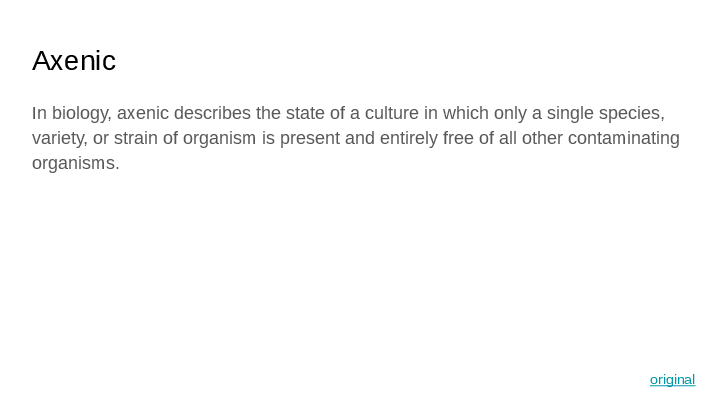 Axenic
In biology, axenic describes the state of a culture in which only a single species,
variety, or strain of organism is present and entirely free of all other contaminating
organisms.
original